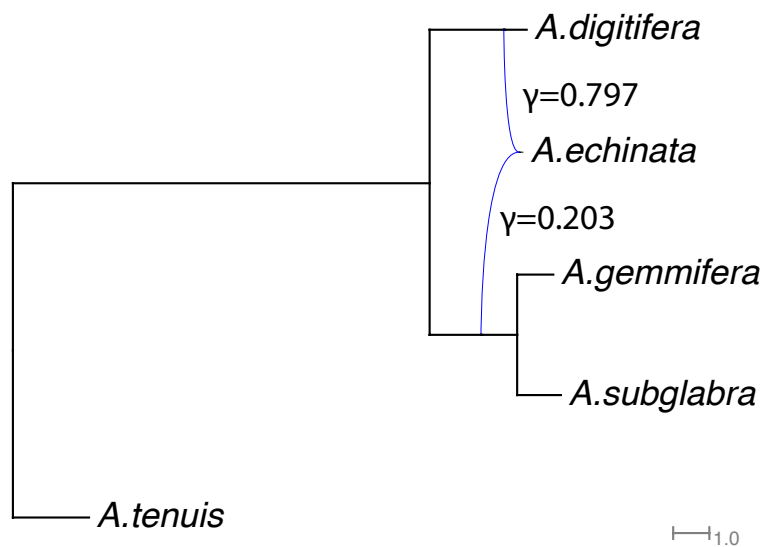 A.digitifera
γ=0.797
A.echinata
γ=0.203
A.gemmifera
A.subglabra
A.tenuis
1.0